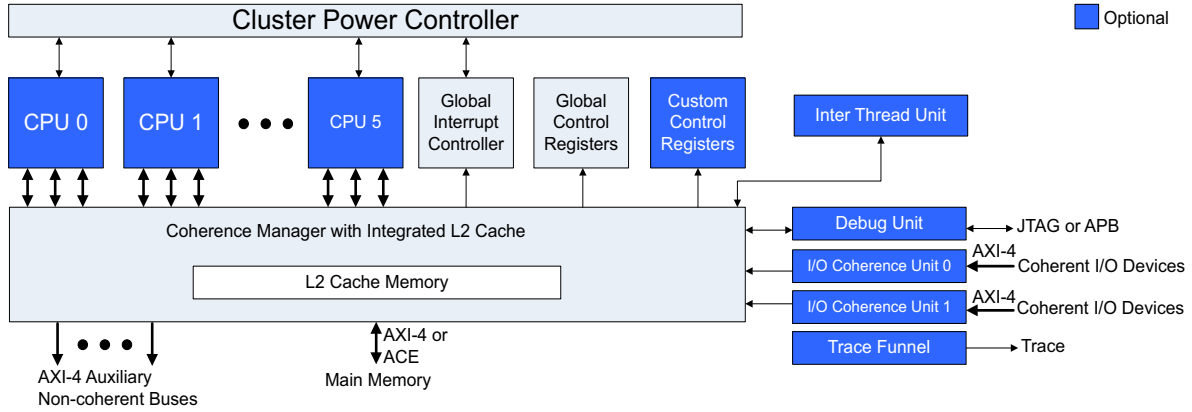 Cluster Power Controller
Optional
CPU 0
CPU 1
CPU 5
Global
Interrupt
Controller
Global
Control
Registers
Custom
Control
Registers
Inter Thread Unit
Coherence Manager with Integrated L2 Cache
L2 Cache Memory
Debug Unit
JTAG or APB
I/O Coherence Unit 0
AXI-4
Coherent I/O Devices
I/O Coherence Unit 1
AXI-4
Coherent I/O Devices
Trace Funnel
Trace
AXI-4 Auxiliary
Non-coherent Buses
AXI-4 or
ACE
Main Memory